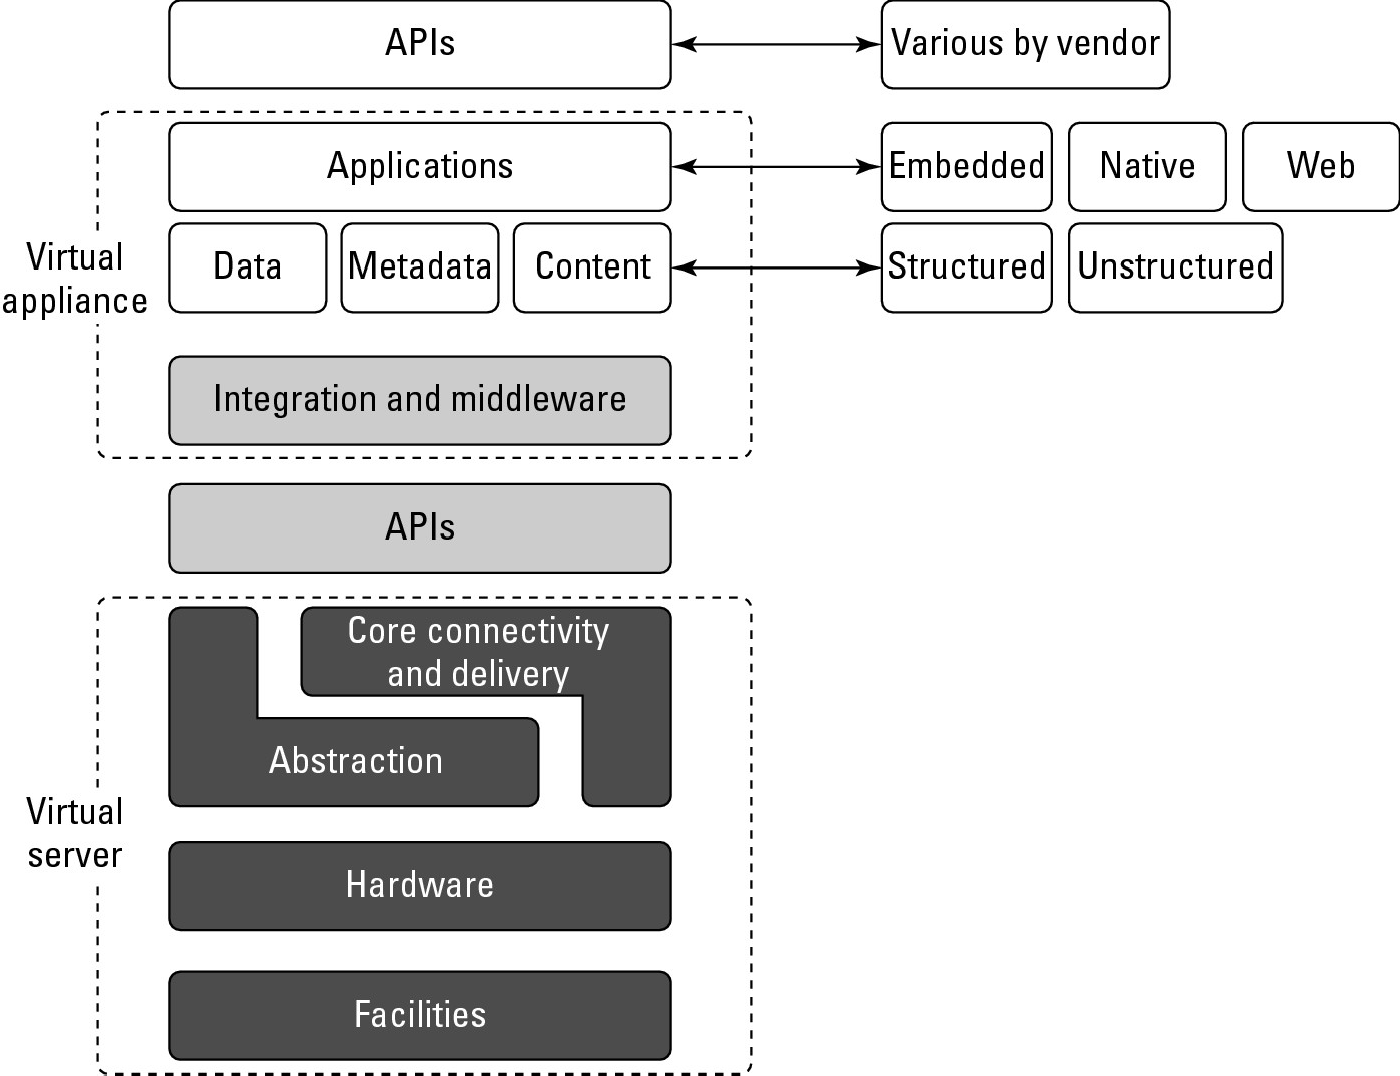 APIs
Various by vendor
Applications
Embedded
Native
Web
Virtual
appliance
Data
Metadata
Content
Structured
Unstructured
Integration and middleware
APIs
Core connectivity
and delivery
Abstraction
Virtual
server
Hardware
Facilities